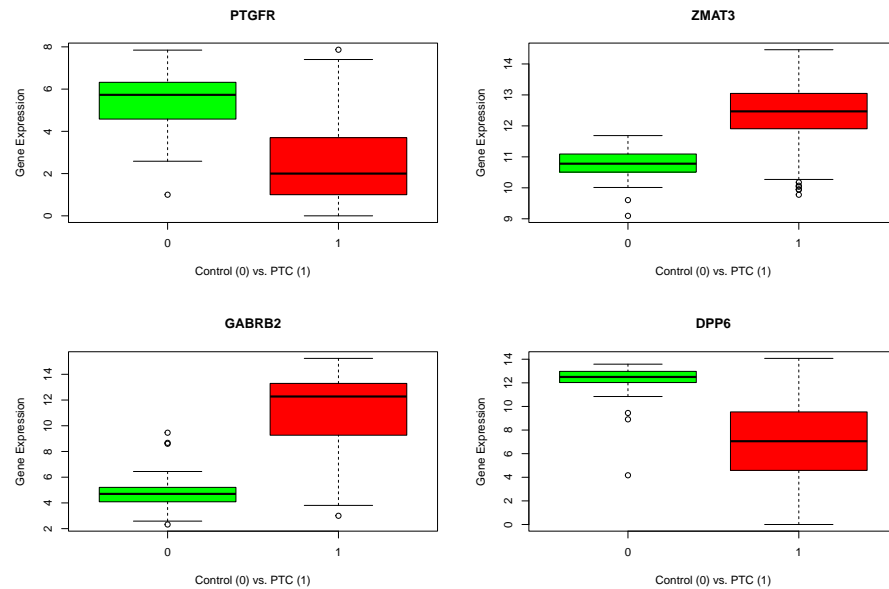 PTGFR
Gene Expression
8
6
4
2
0
0
1
Control (0) vs. PTC (1)
ZMAT3
Gene Expression
14
13
12
11
10
9
0
1
Control (0) vs. PTC (1)
GABRB2
Gene Expression
14
12
10
8
6
4
2
0
1
Control (0) vs. PTC (1)
DPP6
Gene Expression
14
12
10
8
6
4
2
0
0
1
Control (0) vs. PTC (1)